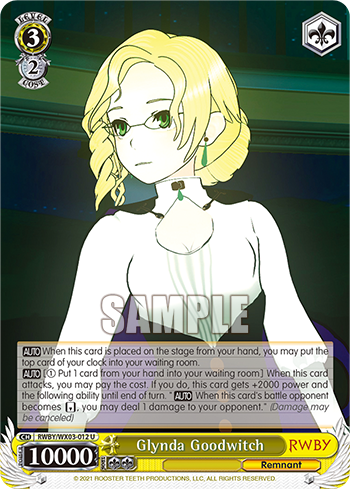 LEVEL
3
2
COST
SAMPLE
AUTO When this card is placed on the stage from your hand, you may put the
top card of your clock into your waiting room.
AUTO [① Put 1 card from your hand into your waiting room] When this card
attacks, you may pay the cost. If you do, this card gets +2000 power and
the following ability until end of turn. "AUTO When this card's battle opponent
becomes [ ], you may deal 1 damage to your opponent." (Damage may
be canceled)
RWBY/WX03-012 U
10000
Glynda Goodwitch
RWBY
Remnant
© 2021 ROOSTER TEETH PRODUCTIONS, LLC, ALL RIGHTS RESERVED.